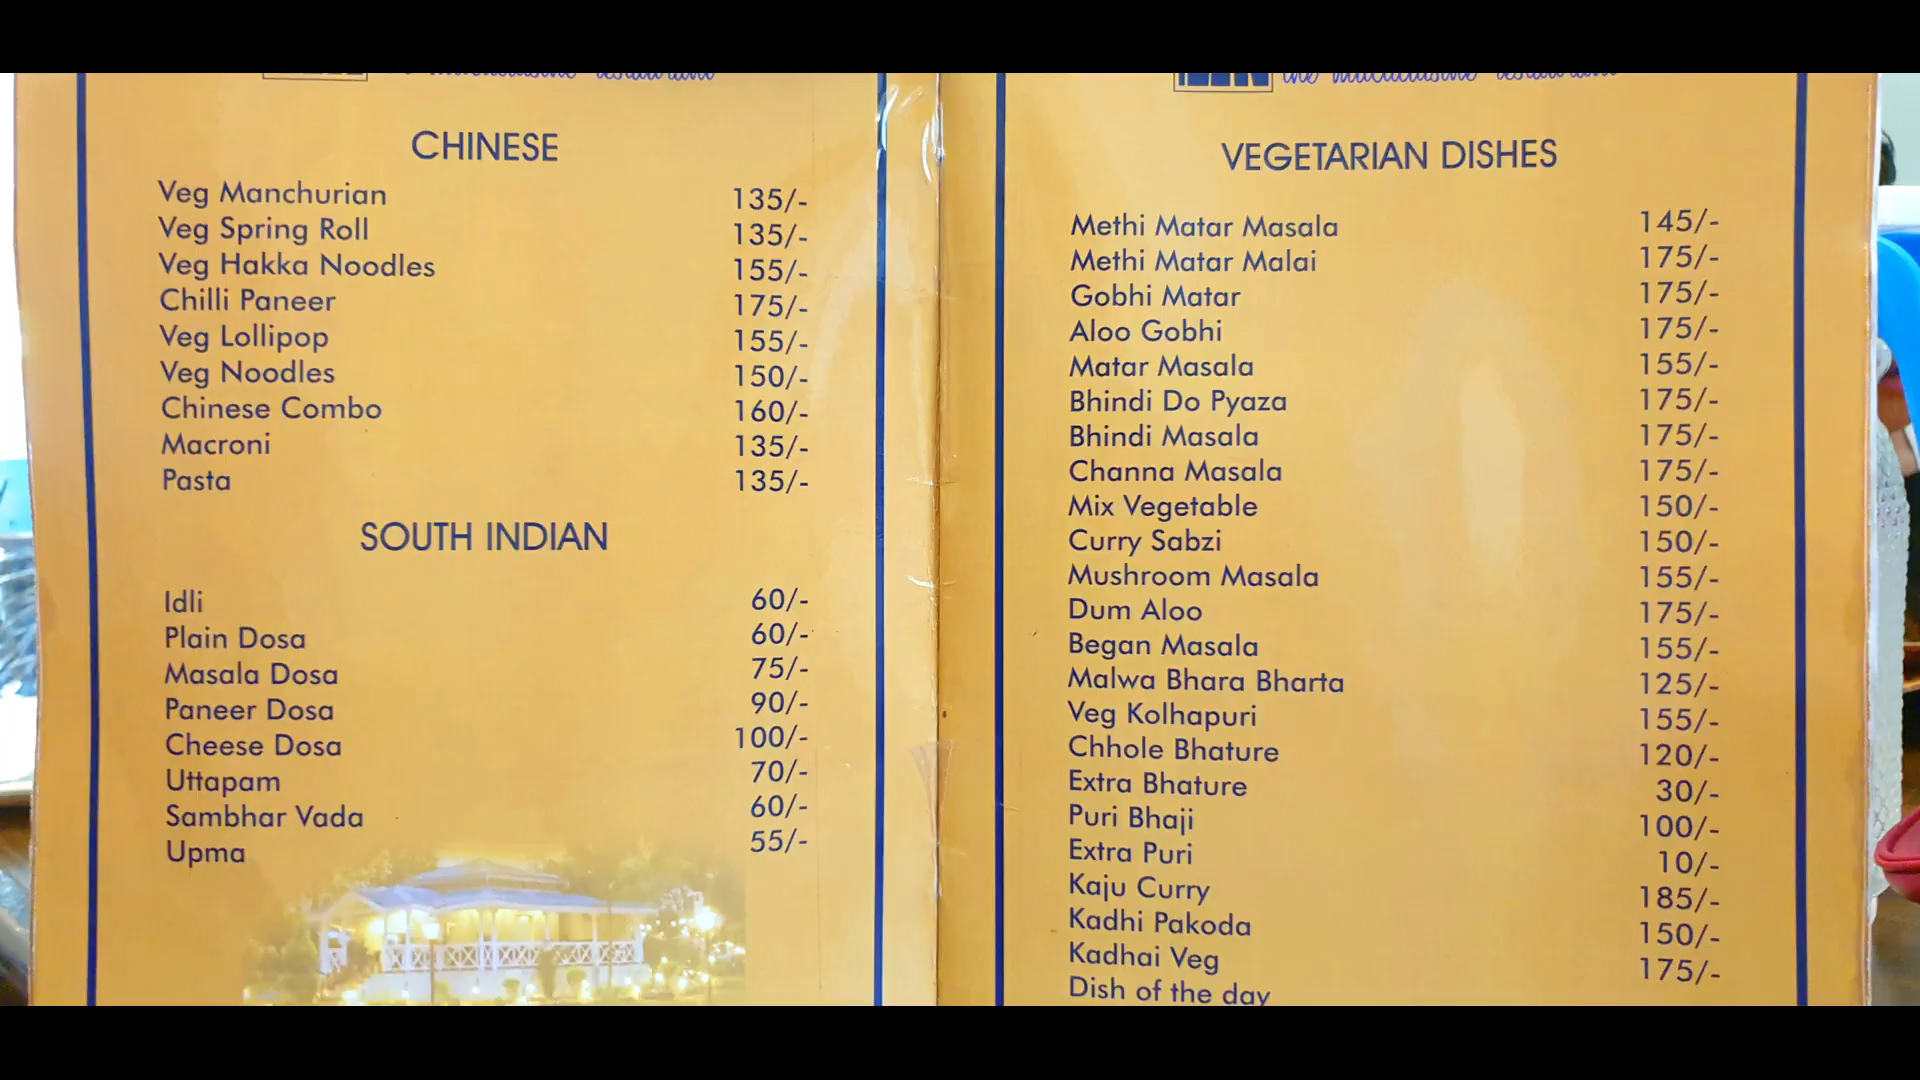 the multicuisine restaurant
CHINESE
Veg Manchurian 135/-
Veg Spring Roll 135/-
Veg Hakka Noodles 155/-
Chilli Paneer 175/-
Veg Lollipop 155/-
Veg Noodles 150/-
Chinese Combo 160/-
Macroni 135/-
Pasta 135/-
SOUTH INDIAN
Idli 60/-
Plain Dosa 60/-
Masala Dosa 75/-
Paneer Dosa 90/-
Cheese Dosa 100/-
Uttapam 70/-
Sambhar Vada 60/-
Upma 55/-
the multicuisine restaurant
VEGETARIAN DISHES
Methi Matar Masala 145/-
Methi Matar Malai 175/-
Gobhi Matar 175/-
Aloo Gobhi 175/-
Matar Masala 155/-
Bhindi Do Pyaza 175/-
Bhindi Masala 175/-
Channa Masala 175/-
Mix Vegetable 150/-
Curry Sabzi 150/-
Mushroom Masala 155/-
Dum Aloo 175/-
Began Masala 155/-
Malwa Bhara Bharta 125/-
Veg Kolhapuri 155/-
Chhole Bhature 120/-
Extra Bhature 30/-
Puri Bhaji 100/-
Extra Puri 10/-
Kaju Curry 185/-
Kadhi Pakoda 150/-
Kadhai Veg 175/-
Dish of the day